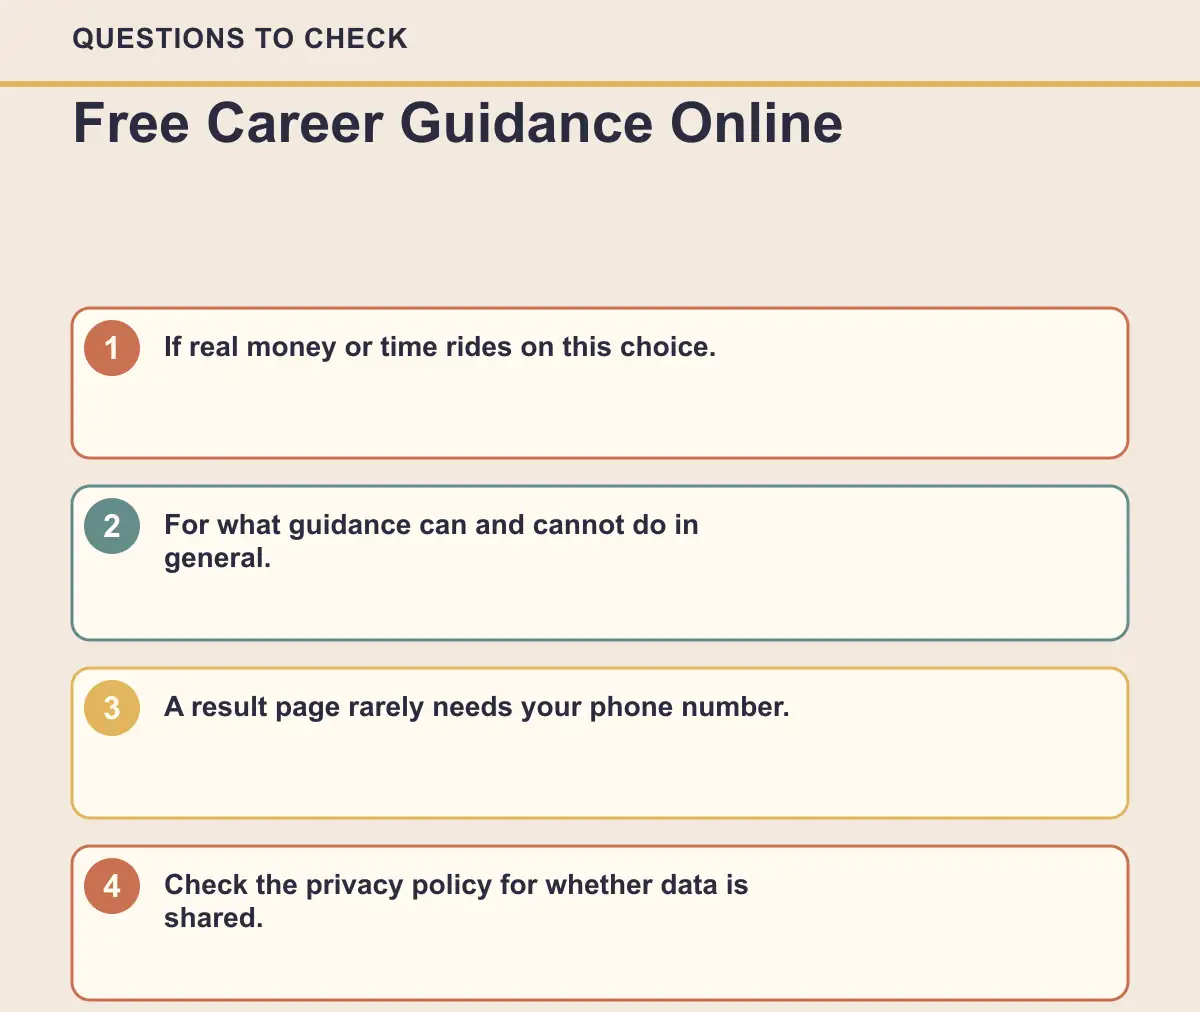 QUESTIONS TO CHECK
Free Career Guidance Online
1
If real money or time rides on this choice.
2
For what guidance can and cannot do in
general.
3
A result page rarely needs your phone number.
4
Check the privacy policy for whether data is
shared.